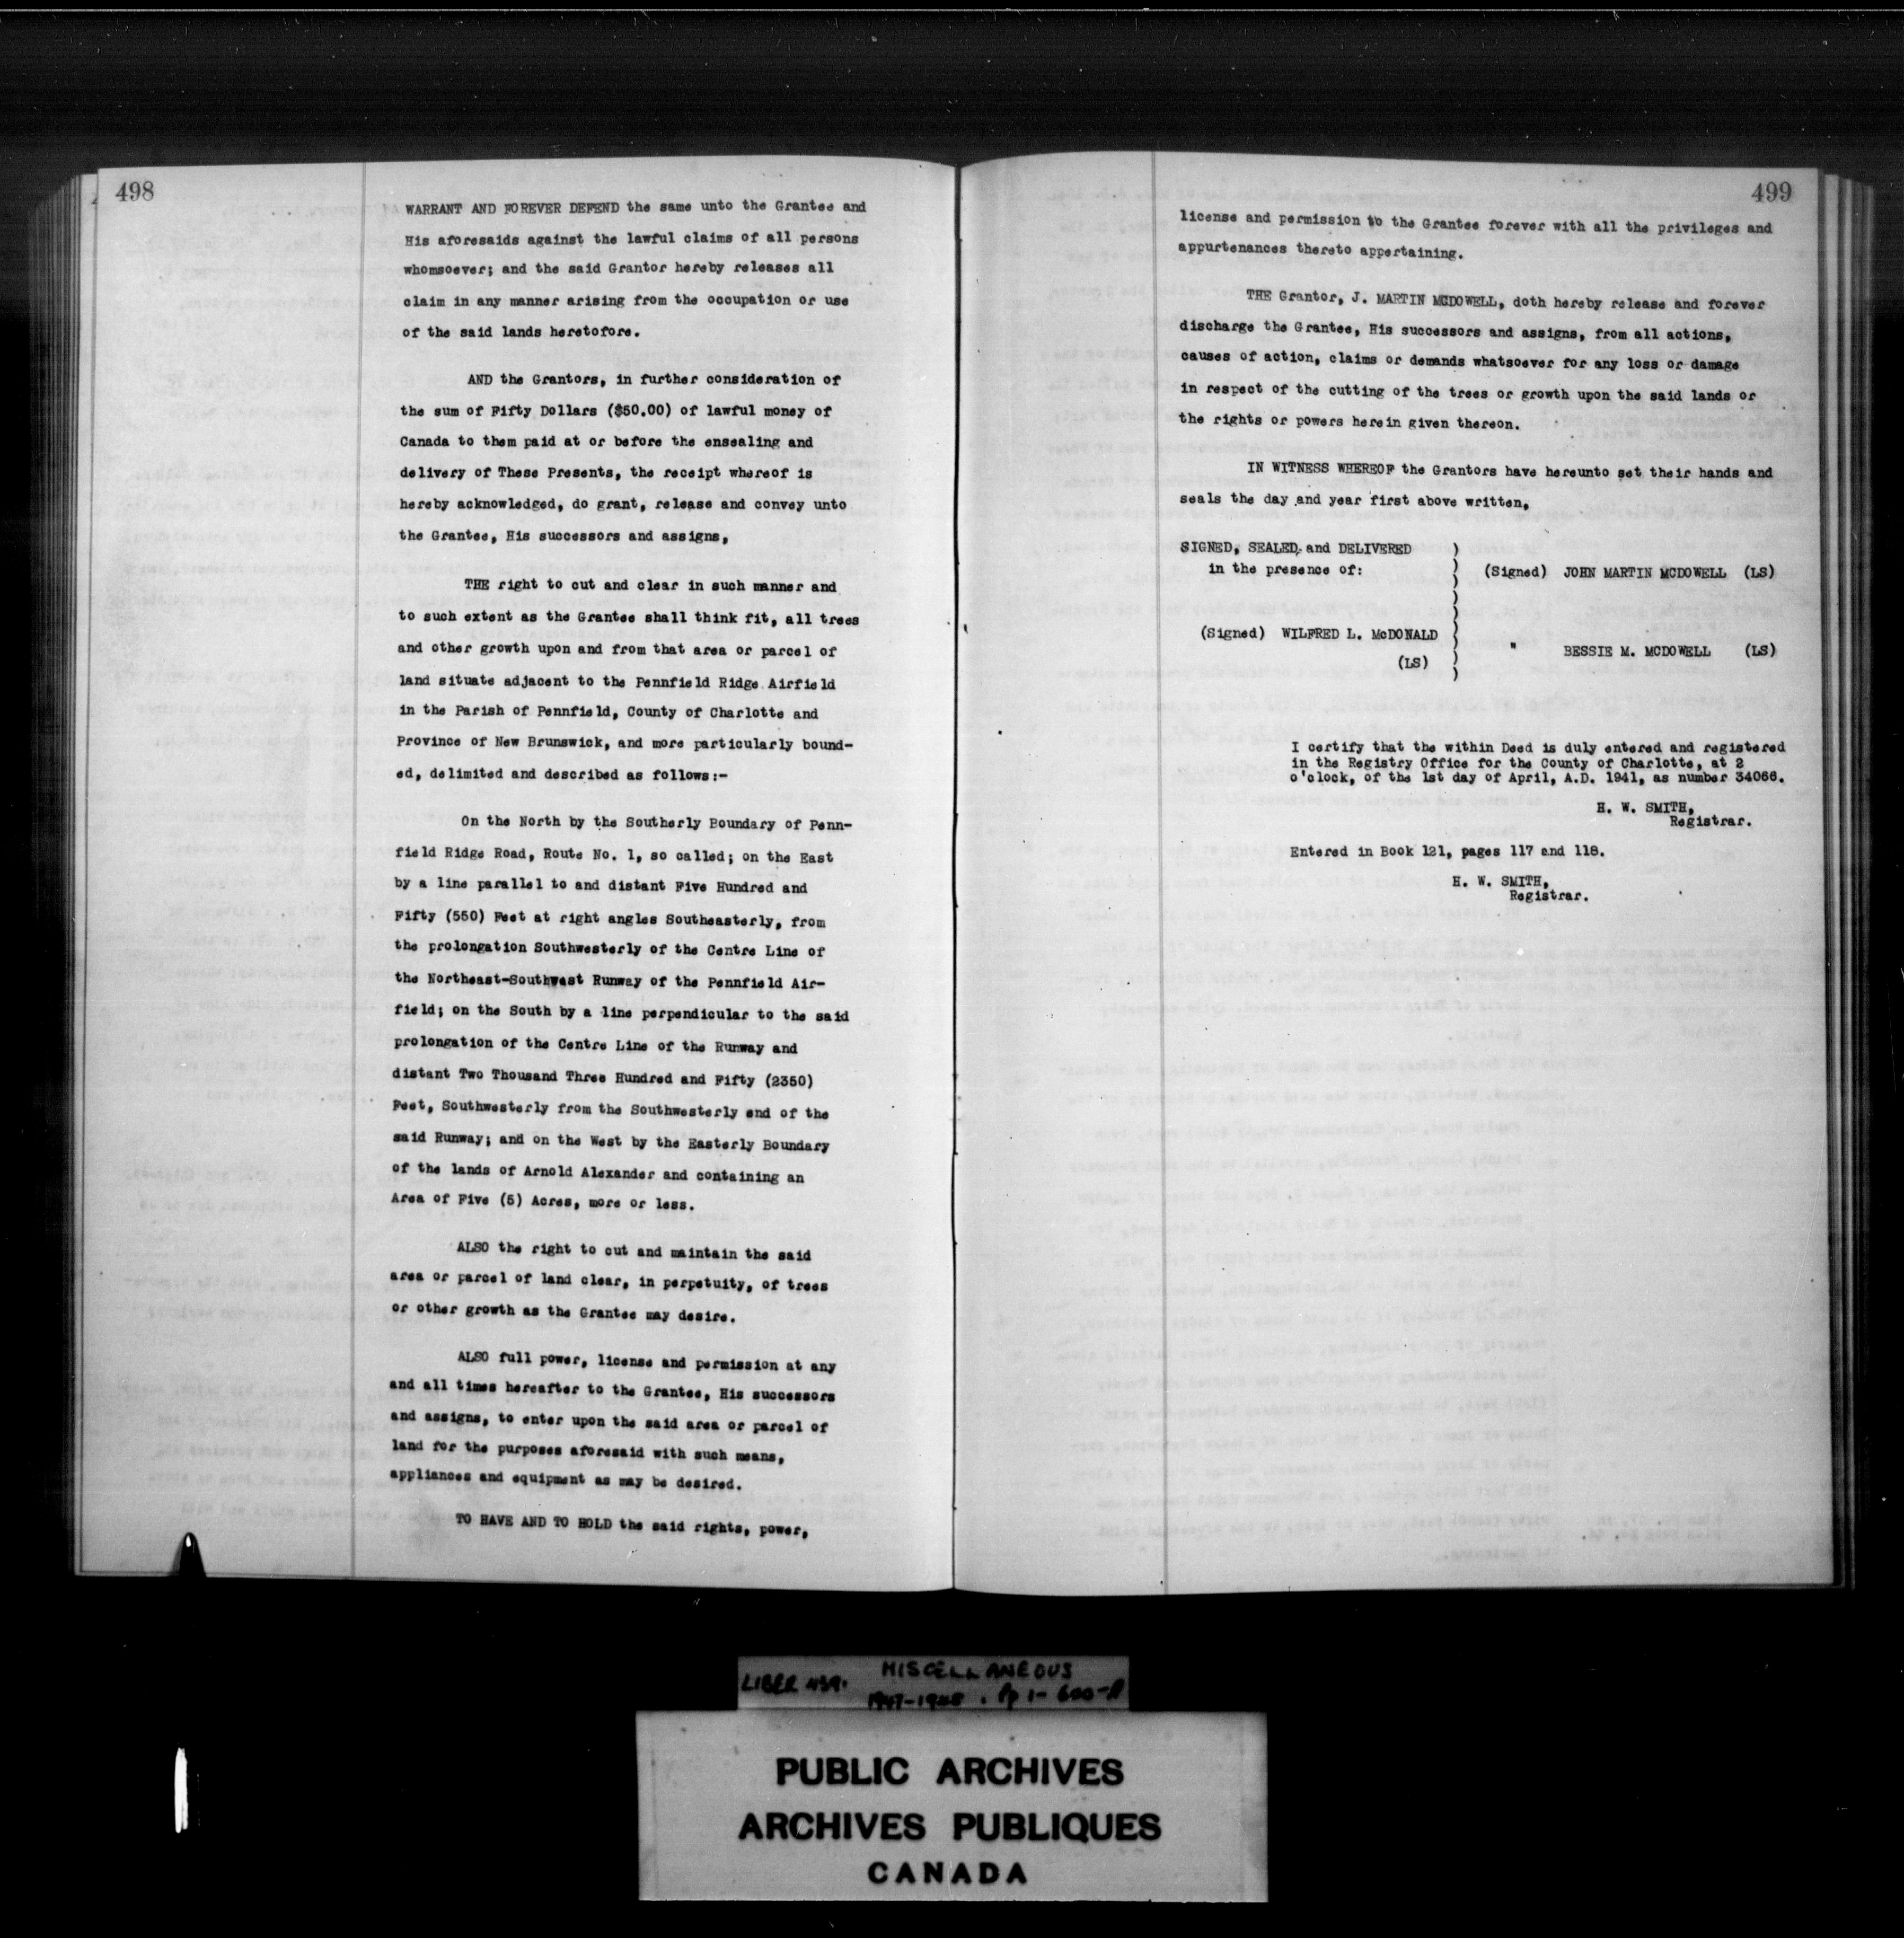 498
WARRANT AND FOREVER DEFEND the same unto the Grantee and
His aforesaids against the lawful claims of all persons
whomsoever; and the said Grantor hereby releases all
claim in any manner arising from the occupation or use
of the said lands heretofore.
AND the Grantors, in further consideration of
the sum of Fifty Dollars ($50.00) of lawful money of
Canada to them paid at or before the ensealing and
delivery of These Presents, the receipt whereof is
hereby acknowledged, do grant, release and convey unto
the Grantee, His successors and assigns,
THE right to cut and clear in such manner and
to such extent as the Grantee shall think fit, all trees
and other growth upon and from that area or parcel of
land situate adjacent to the Pennfield Ridge Airfield
in the Parish of Pennfield, County of Charlotte and
Province of New Brunswick, and more particularly bound-
ed, delimited and described as follows:-
On the North by the Southerly Boundary of Penn-
field Ridge Road, Route No. 1, so called; on the East
by a line parallel to and distant Five Hundred and
Fifty (550) Feet at right angles Southeasterly, from
the prolongation Southwesterly of the Centre Line of
the Northeast-Southwest Runway of the Pennfield Air-
field; on the South by a line perpendicular to the said
prolongation of the Centre Line of the Runway and
distant Two Thousand Three Hundred and Fifty (2350)
Feet, Southwesterly from the Southwesterly end of the
said Runway; and on the West by the Easterly Boundary
of the lands of Arnold Alexander and containing an
Area of Five (5) Acres, more or less.
ALSO the right to cut and maintain the said
area or parcel of land clear, in perpetuity, of trees
or other growth as the Grantee may desire.
ALSO full power, license and permission at any
and all times hereafter to the Grantee, His successors
and assigns, to enter upon the said area or parcel of
land for the purposes aforesaid with such means,
appliances and equipment as may be desired.
TO HAVE AND TO HOLD the said rights, power,
499
license and permission to the Grantee forever with all the privileges and
appurtenances thereto appertaining.
THE Grantor, J. MARTIN MCDOWELL, doth hereby release and forever
discharge the Grantee, His successors and assigns, from all actions,
causes of action, claims or demands whatsoever for any loss or damage
in respect of the cutting of the trees or growth upon the said lands or
the rights or powers herein given thereon.
IN WITNESS WHEREOF the Grantors have hereunto set their hands and
seals the day and year first above written,
SIGNED, SEALED and DELIVERED )
in the presence of: ) (Signed) JOHN MARTIN MCDOWELL (LS)
(Signed) WILFRED L. McDONALD )
" BESSIE M. MCDOWELL (LS)
(LS) )
I certify that the within Deed is duly entered and registered
in the Registry Office for the County of Charlotte, at 2
o'clock, of the 1st day of April, A.D. 1941, as number 34066.
H. W. SMITH,
Registrar.
Entered in Book 121, pages 117 and 118.
H. W. SMITH,
Registrar.
LIBER 439. MISCELLANEOUS
1947-1948. Pp 1-600-A
PUBLIC ARCHIVES
ARCHIVES PUBLIQUES
CANADA